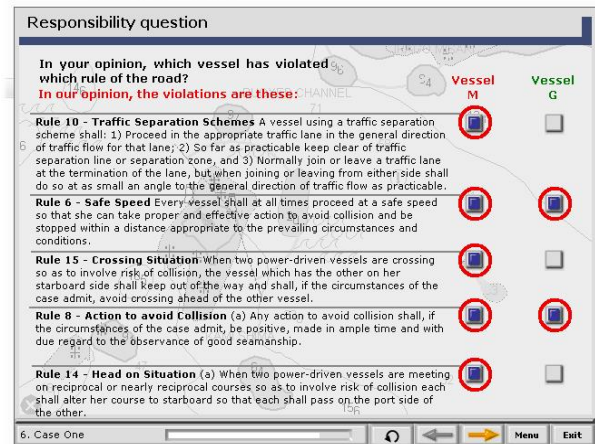 Responsibility question
In your opinion, which vessel has violated
which rule of the road?
In our opinion, the violations are these:
Vessel
M
Vessel
G
Rule 10 - Traffic Separation Schemes A vessel using a traffic separation
scheme shall: 1) Proceed in the appropriate traffic lane in the general direction
of traffic flow for that lane; 2) So far as practicable keep clear of traffic
separation line or separation zone, and 3) Normally join or leave a traffic lane
at the termination of the lane, but when joining or leaving from either side shall
do so at as small an angle to the general direction of traffic flow as practicable.
Rule 6 - Safe Speed Every vessel shall at all times proceed at a safe speed
so that she can take proper and effective action to avoid collision and be
stopped within a distance appropriate to the prevailing circumstances and
conditions.
Rule 15 - Crossing Situation When two power-driven vessels are crossing
so as to involve risk of collision, the vessel which has the other on her
starboard side shall keep out of the way and shall, if the circumstances of the
case admit, avoid crossing ahead of the other vessel.
Rule 8 - Action to avoid Collision (a) Any action to avoid collision shall, if
the circumstances of the case admit, be positive, made in ample time and with
due regard to the observance of good seamanship.
Rule 14 - Head on Situation (a) When two power-driven vessels are meeting
on reciprocal or nearly reciprocal courses so as to involve risk of collision each
shall alter her course to starboard so that each shall pass on the port side of
the other.
156
94
CHANNEL
6. Case One
Menu
Exit